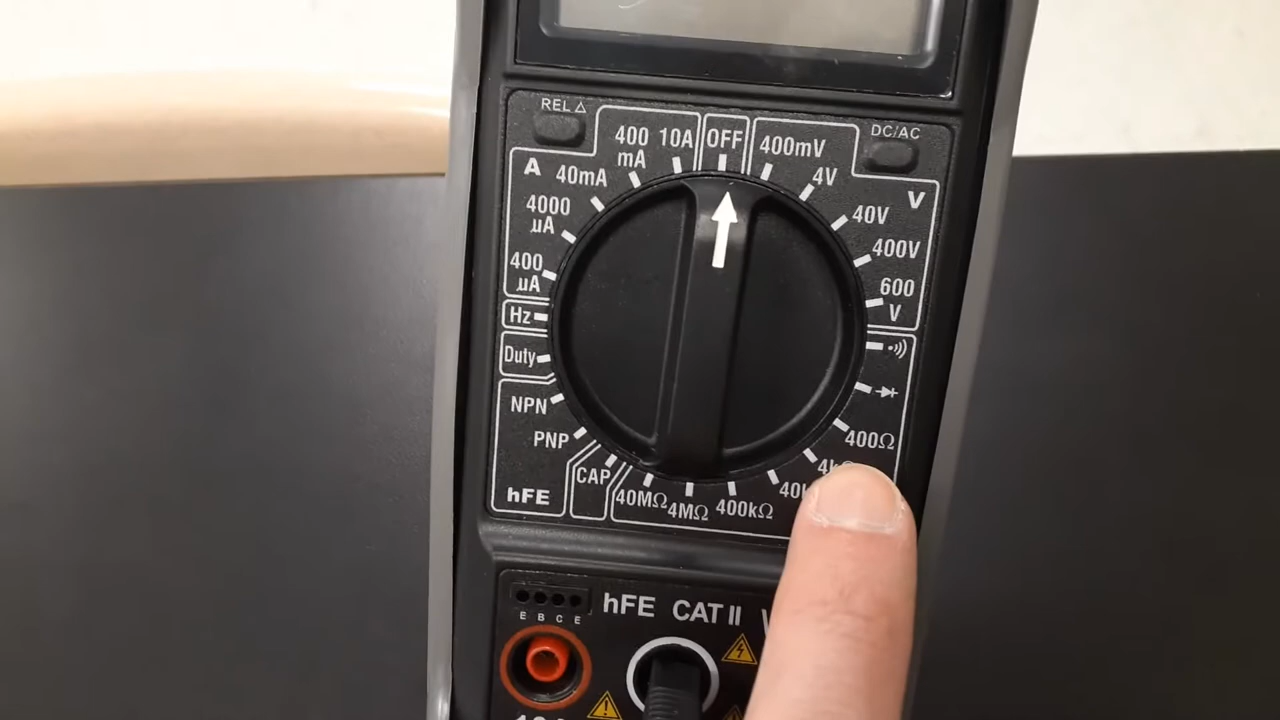 REL △
DC/AC
400
mA
10A
OFF
400mV
4V
40V
400V
600
V
V
A
40mA
4000
µA
400
µA
Hz
Duty
NPN
PNP
hFE
CAP
40MΩ
4MΩ
400kΩ
400Ω
hFE
CAT II
E B C E